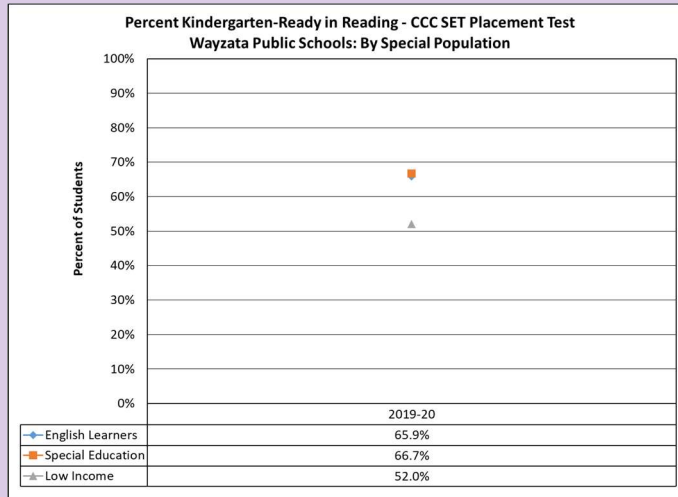 Percent Kindergarten-Ready in Reading - CCC SET Placement Test
Wayzata Public Schools: By Special Population
100%
90%
80%
70%
60%
50%
40%
30%
20%
10%
0%
Percent of Students
2019-20
English Learners 65.9%
Special Education 66.7%
Low Income 52.0%